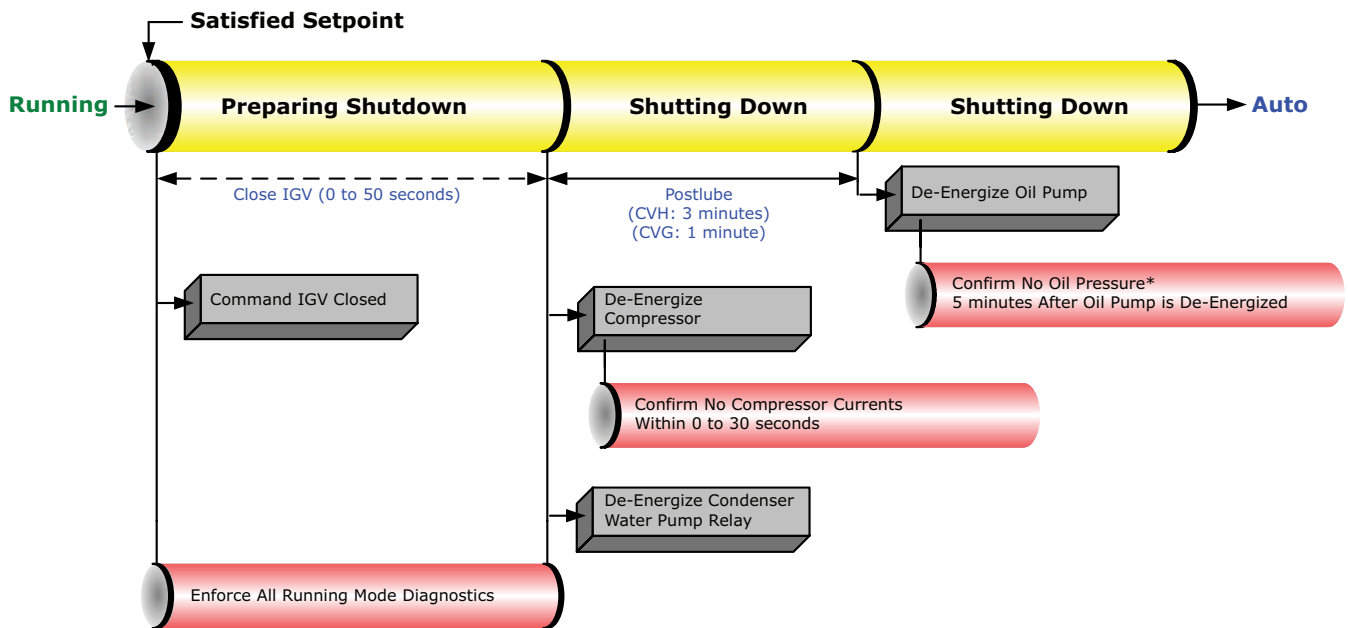 Satisfied Setpoint
Running
Preparing Shutdown
Shutting Down
Shutting Down
Auto
Close IGV (0 to 50 seconds)
Postlube
(CVH: 3 minutes)
(CVG: 1 minute)
De-Energize Oil Pump
Confirm No Oil Pressure*
5 minutes After Oil Pump is De-Energized
Command IGV Closed
De-Energize
Compressor
Confirm No Compressor Currents
Within 0 to 30 seconds
De-Energize Condenser
Water Pump Relay
Enforce All Running Mode Diagnostics